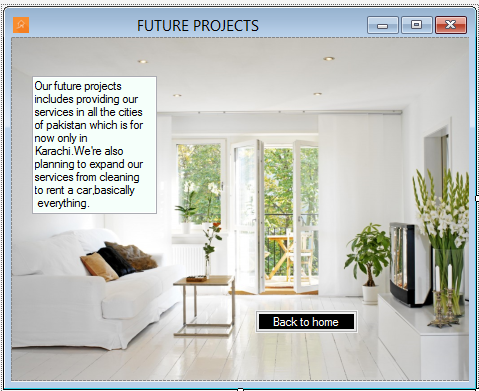 FUTURE PROJECTS
Our future projects
includes providing our
services in all the cities
of pakistan which is for
now only in
Karachi.We're also
planning to expand our
services from cleaning
to rent a car,basically
everything.
Back to home